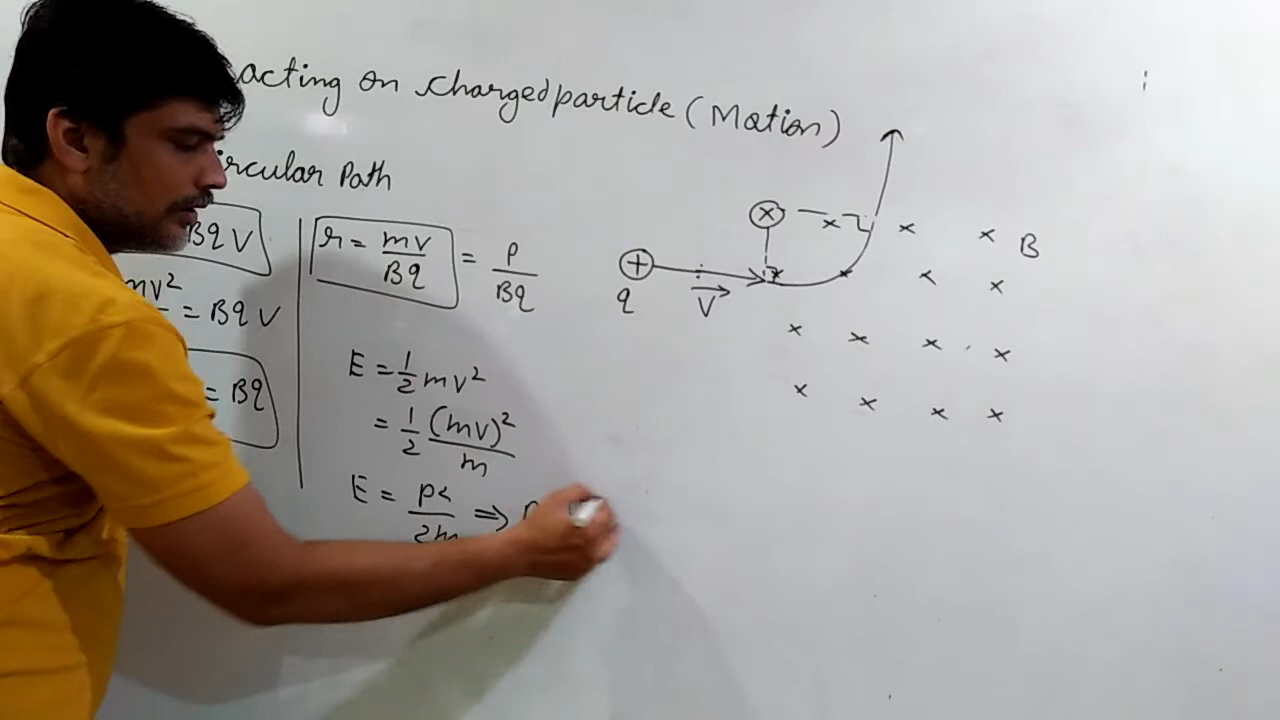 acting on Charged particle (Mation)
ircular Path
BqV
mv² = BqV
= Bq
r = mv/Bq = P/Bq
E = 1/2 mv²
= 1/2 (mv)²/m
E = p²/2m ⇒
+ q
V
× × × ×
B
× × × ×
× × × ×
× × × ×